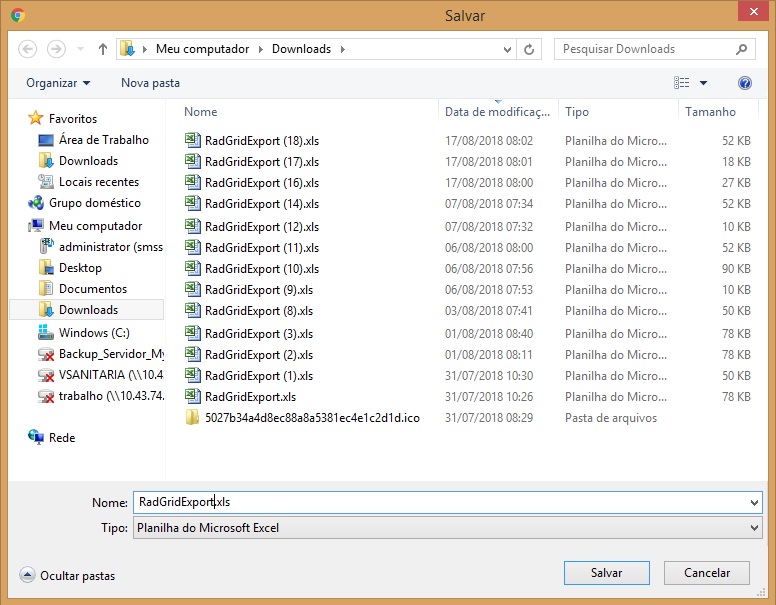 Salvar
Meu computador Downloads
Pesquisar Downloads
Organizar Nova pasta
Nome Data de modificaç... Tipo Tamanho
Favoritos
Área de Trabalho
Downloads
Locais recentes
Grupo doméstico
Meu computador
administrator (smss
Desktop
Documentos
Downloads
Windows (C:)
Backup_Servidor_My
VSANITARIA (\\10.4
trabalho (\\10.43.74.
Rede
RadGridExport (18).xls 17/08/2018 08:02 Planilha do Micro... 52 KB
RadGridExport (17).xls 17/08/2018 08:01 Planilha do Micro... 18 KB
RadGridExport (16).xls 17/08/2018 08:00 Planilha do Micro... 27 KB
RadGridExport (14).xls 07/08/2018 07:34 Planilha do Micro... 52 KB
RadGridExport (12).xls 07/08/2018 07:32 Planilha do Micro... 10 KB
RadGridExport (11).xls 06/08/2018 08:00 Planilha do Micro... 52 KB
RadGridExport (10).xls 06/08/2018 07:56 Planilha do Micro... 90 KB
RadGridExport (9).xls 06/08/2018 07:53 Planilha do Micro... 10 KB
RadGridExport (8).xls 03/08/2018 07:41 Planilha do Micro... 50 KB
RadGridExport (3).xls 01/08/2018 08:40 Planilha do Micro... 78 KB
RadGridExport (2).xls 01/08/2018 08:11 Planilha do Micro... 78 KB
RadGridExport (1).xls 31/07/2018 10:30 Planilha do Micro... 50 KB
RadGridExport.xls 31/07/2018 10:26 Planilha do Micro... 78 KB
5027b34a4d8ec88a8a5381ec4e1c2d1d.ico 31/07/2018 08:29 Pasta de arquivos
Nome: RadGridExport.xls
Tipo: Planilha do Microsoft Excel
Ocultar pastas Salvar Cancelar